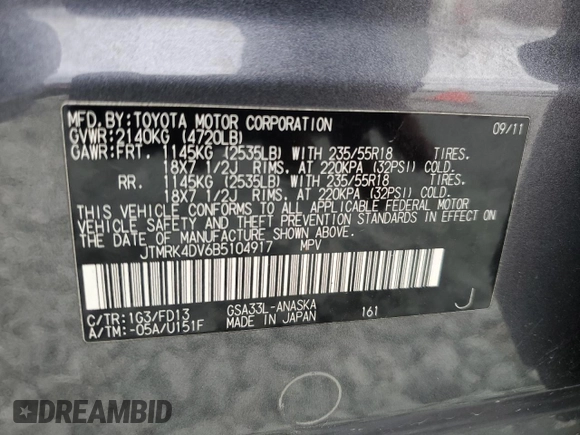 MFD. BY: TOYOTA MOTOR CORPORATION 09/11
GVWR: 2140KG (4720LB)
GAWR: FRT. 1145KG (2535LB) WITH 235/55R18 TIRES.
18X7 1/2J RIMS. AT 220KPA (32PSI) COLD.
RR. 1145KG (2535LB) WITH 235/55R18 TIRES.
18X7 1/2J RIMS. AT 220KPA (32PSI) COLD.
THIS VEHICLE CONFORMS TO ALL APPLICABLE FEDERAL MOTOR
VEHICLE SAFETY AND THEFT PREVENTION STANDARDS IN EFFECT ON
THE DATE OF MANUFACTURE SHOWN ABOVE.
JTMRK4DV6B5104917 MPV
C/TR: 1G3/FD13 GSA33L-ANASKA 161 J
A/TM: -05A/U151F MADE IN JAPAN
DREAMBID